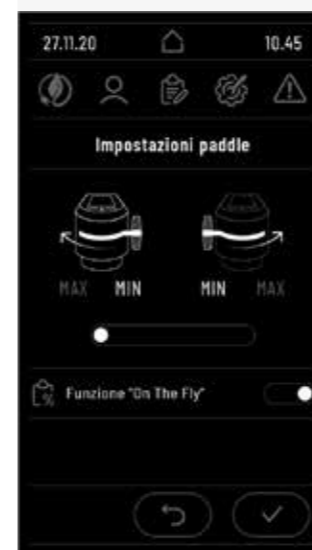 27.11.20 10.45
Impostazioni paddle
MAX MIN MIN MAX
%
Funzione "On The Fly"